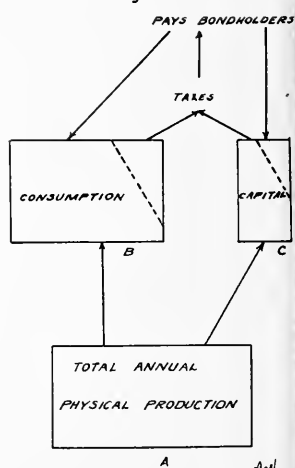 PAYS BONDHOLDERS
TAXES
CONSUMPTION
CAPITAL
B
C
TOTAL ANNUAL
PHYSICAL PRODUCTION
A